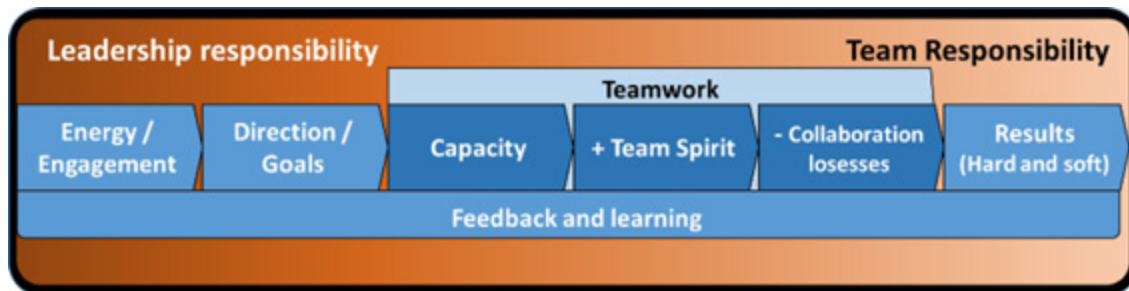 Leadership responsibility
Team Responsibility
Teamwork
Energy /
Engagement
Direction /
Goals
Capacity
+ Team Spirit
- Collaboration
losesses
Results
(Hard and soft)
Feedback and learning